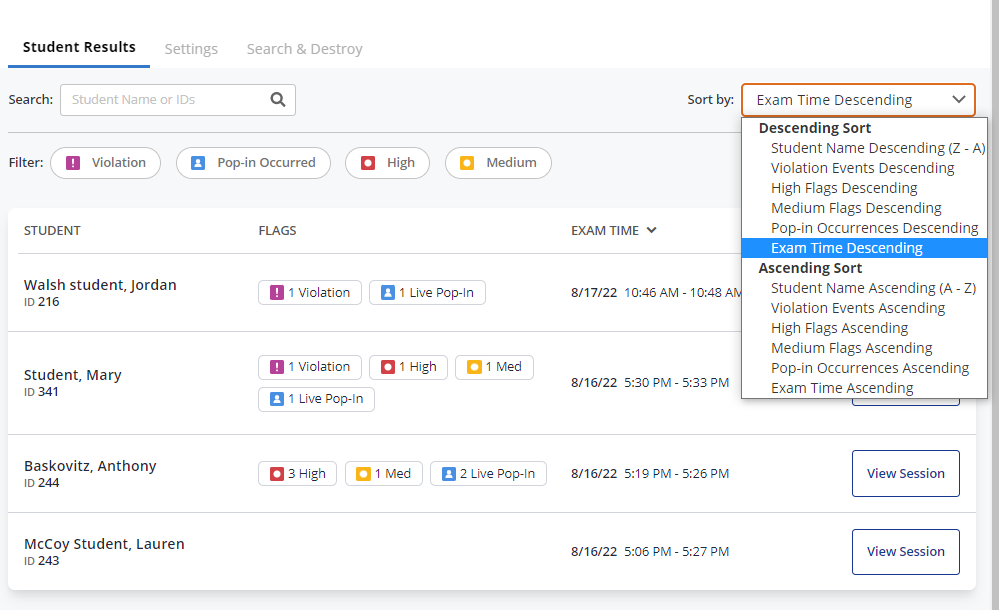 Student Results Settings Search & Destroy
Search: Student Name or IDs Sort by: Exam Time Descending
Descending Sort
Student Name Descending (Z - A)
Violation Events Descending
High Flags Descending
Medium Flags Descending
Pop-in Occurrences Descending
Exam Time Descending
Ascending Sort
Student Name Ascending (A - Z)
Violation Events Ascending
High Flags Ascending
Medium Flags Ascending
Pop-in Occurrences Ascending
Exam Time Ascending
Filter: Violation Pop-in Occurred High Medium
STUDENT FLAGS EXAM TIME
Walsh student, Jordan
ID 216
1 Violation 1 Live Pop-In
8/17/22 10:46 AM - 10:48 AM
Student, Mary
ID 341
1 Violation 1 High 1 Med
1 Live Pop-In
8/16/22 5:30 PM - 5:33 PM
Baskovitz, Anthony
ID 244
3 High 1 Med 2 Live Pop-In
8/16/22 5:19 PM - 5:26 PM
View Session
McCoy Student, Lauren
ID 243
8/16/22 5:06 PM - 5:27 PM
View Session